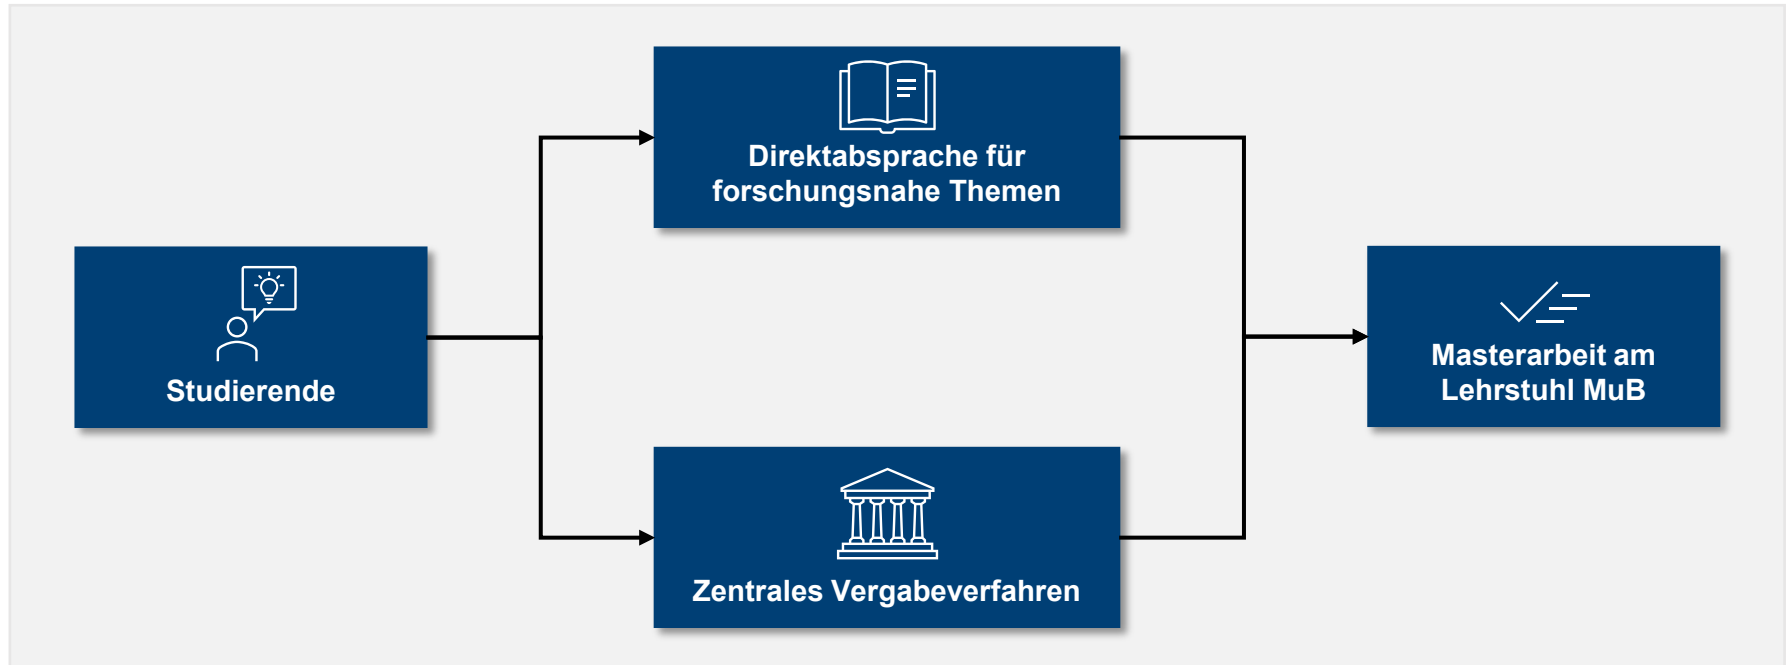 Direktabsprache für
forschungsnahe Themen
Studierende
Masterarbeit am
Lehrstuhl MuB
Zentrales Vergabeverfahren